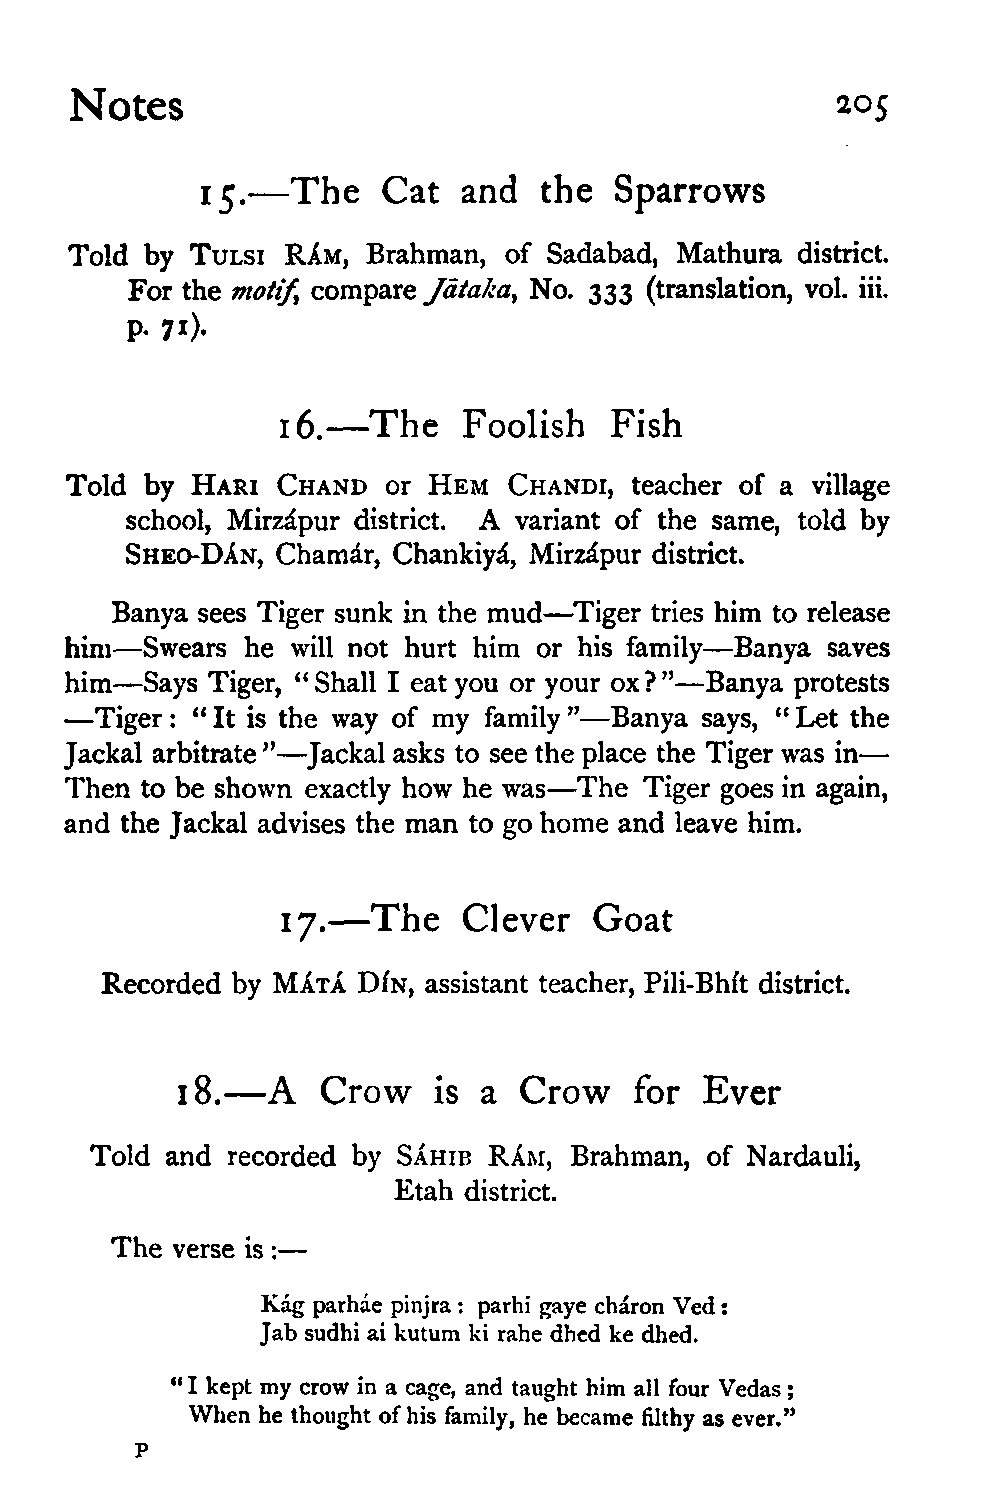 Notes 205
15.—The Cat and the Sparrows
Told by Tulsi Rám, Brahman, of Sadabad, Mathura district.
For the motif, compare Jātaka, No. 333 (translation, vol. iii.
p. 71).
16.—The Foolish Fish
Told by Hari Chand or Hem Chandi, teacher of a village
school, Mirzápur district. A variant of the same, told by
Sheo-Dán, Chamár, Chankiyá, Mirzápur district.
Banya sees Tiger sunk in the mud—Tiger tries him to release
him—Swears he will not hurt him or his family—Banya saves
him—Says Tiger, “Shall I eat you or your ox?”—Banya protests
—Tiger: “It is the way of my family”—Banya says, “Let the
Jackal arbitrate”—Jackal asks to see the place the Tiger was in—
Then to be shown exactly how he was—The Tiger goes in again,
and the Jackal advises the man to go home and leave him.
17.—The Clever Goat
Recorded by Mátá Dín, assistant teacher, Pili-Bhít district.
18.—A Crow is a Crow for Ever
Told and recorded by Sáhib Rám, Brahman, of Nardauli,
Etah district.
The verse is :—
Kág parháe pinjra : parhi gaye cháron Ved :
Jab sudhi ai kutum ki rahe dhed ke dhed.
“I kept my crow in a cage, and taught him all four Vedas ;
When he thought of his family, he became filthy as ever.”
P